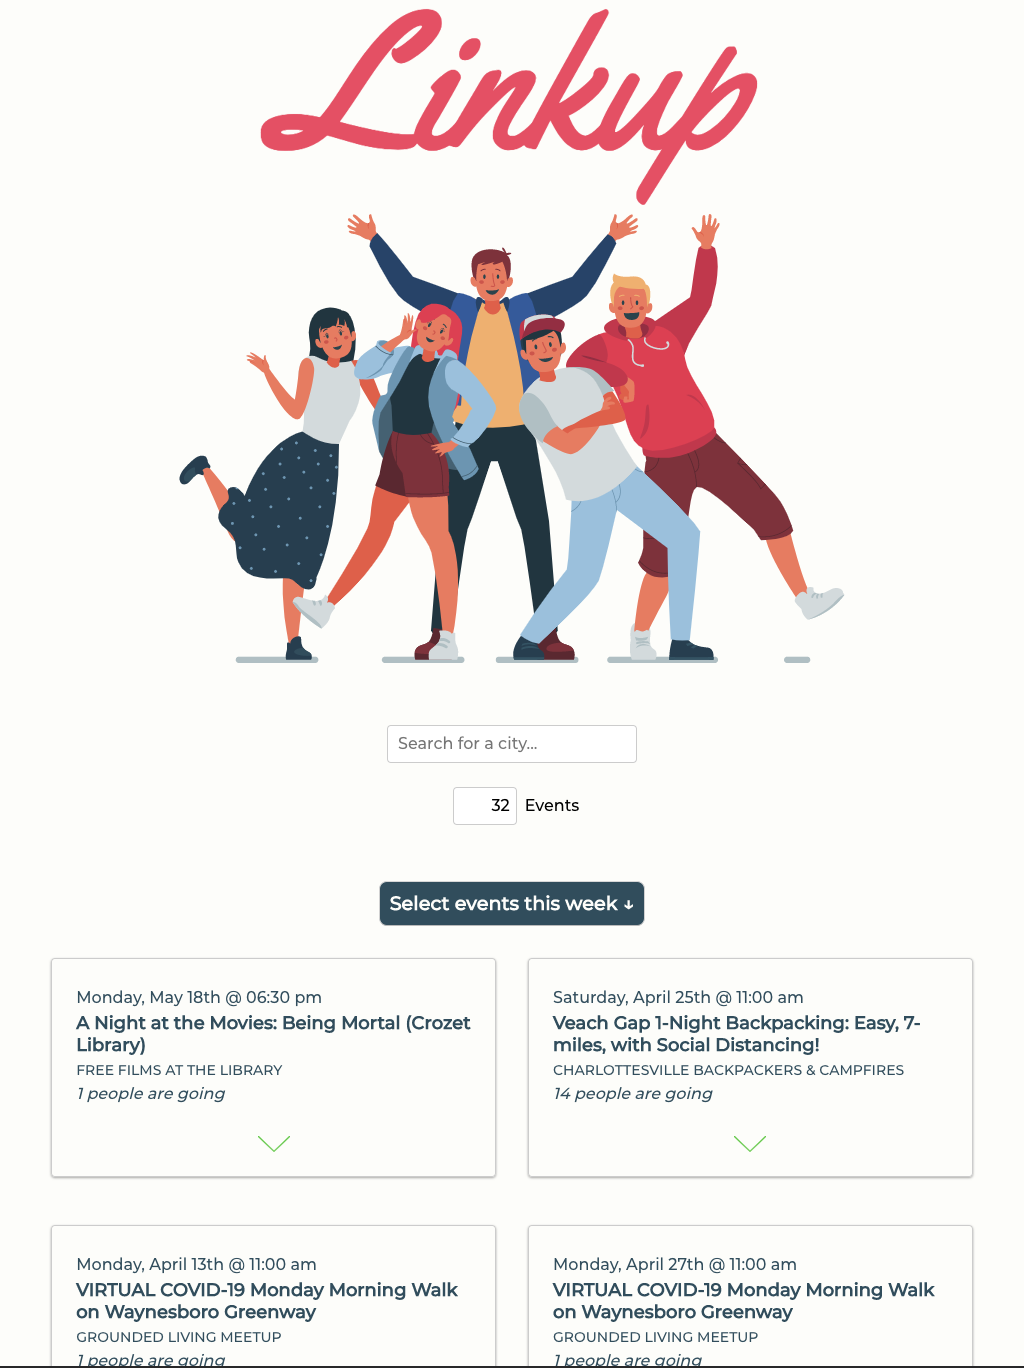 Linkup
Search for a city...
32 Events
Select events this week ↓
Monday, May 18th @ 06:30 pm
A Night at the Movies: Being Mortal (Crozet
Library)
FREE FILMS AT THE LIBRARY
1 people are going
Saturday, April 25th @ 11:00 am
Veach Gap 1-Night Backpacking: Easy, 7-
miles, with Social Distancing!
CHARLOTTESVILLE BACKPACKERS & CAMPFIRES
14 people are going
Monday, April 13th @ 11:00 am
VIRTUAL COVID-19 Monday Morning Walk
on Waynesboro Greenway
GROUNDED LIVING MEETUP
1 people are going
Monday, April 27th @ 11:00 am
VIRTUAL COVID-19 Monday Morning Walk
on Waynesboro Greenway
GROUNDED LIVING MEETUP
1 people are going